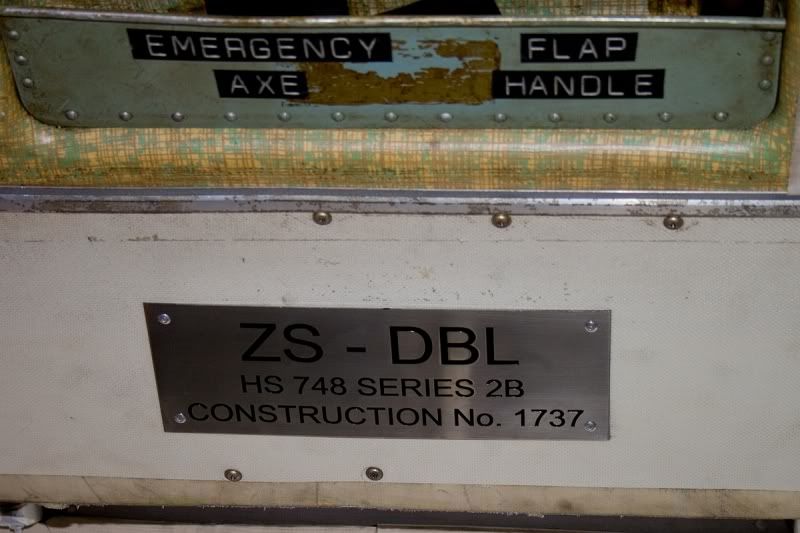 EMERGENCY FLAP
AXE HANDLE
ZS - DBL
HS 748 SERIES 2B
CONSTRUCTION No. 1737